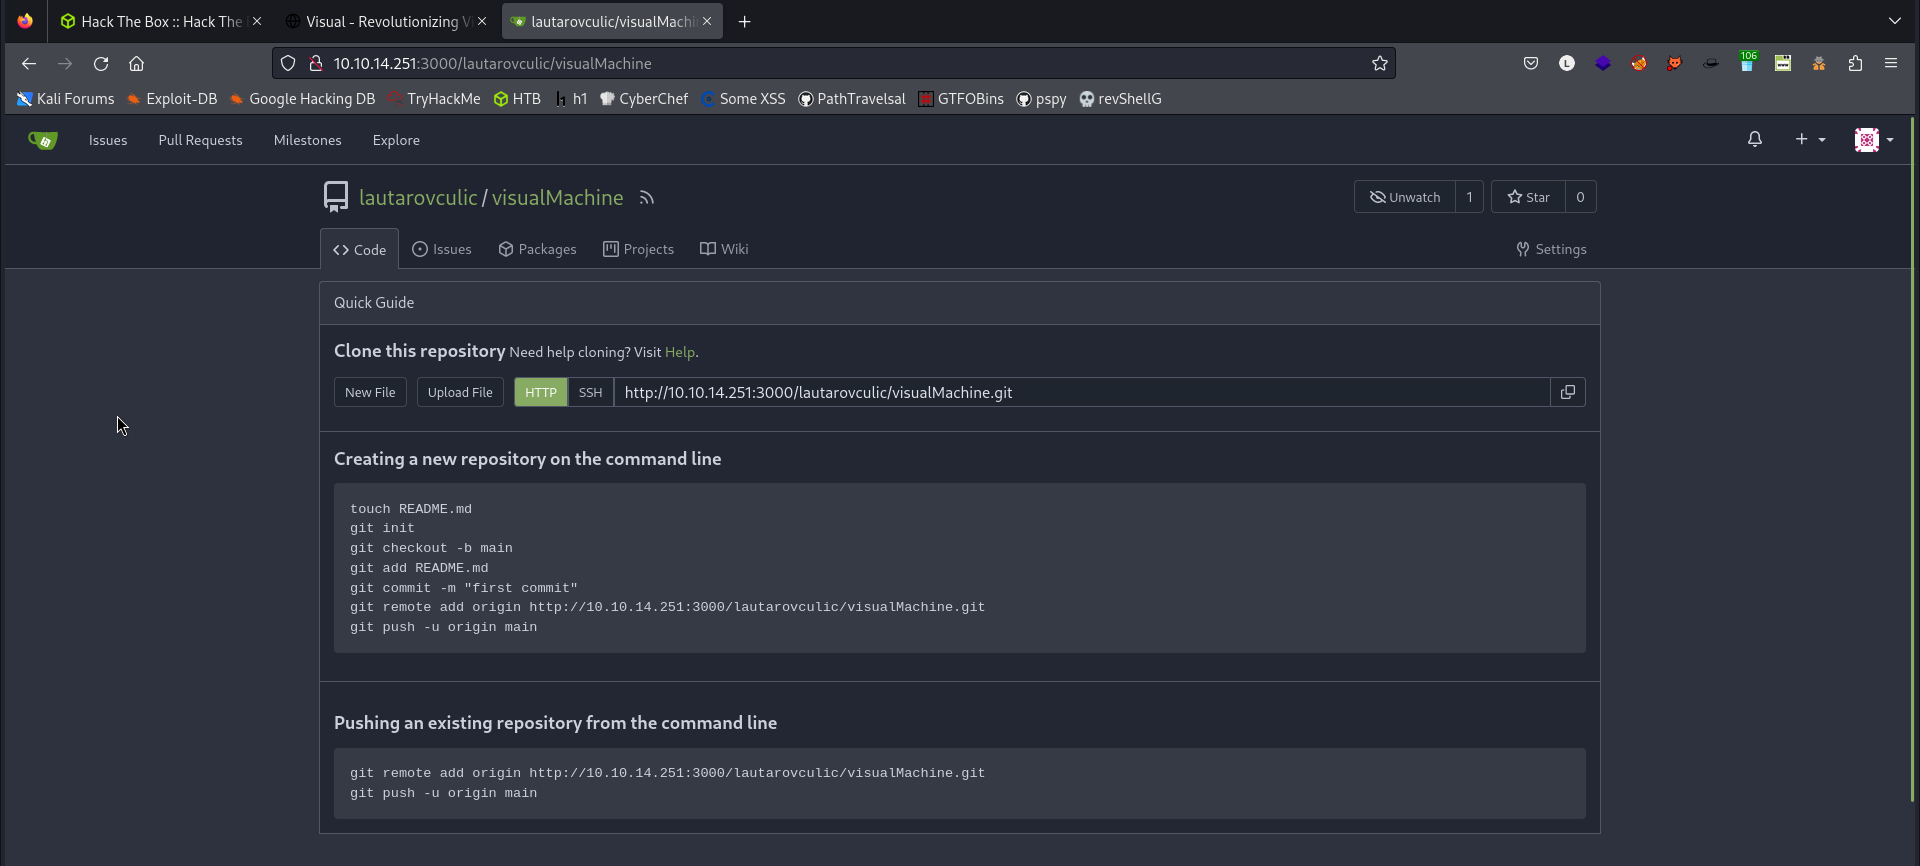 Hack The Box :: Hack The
Visual - Revolutionizing Vi
lautarovculic/visualMachi
10.10.14.251:3000/lautarovculic/visualMachine
L
106
Kali Forums Exploit-DB Google Hacking DB TryHackMe HTB h1 CyberChef Some XSS PathTravelsal GTFOBins pspy revShellG
Issues Pull Requests Milestones Explore
lautarovculic / visualMachine
Unwatch 1 Star 0
<> Code Issues Packages Projects Wiki Settings
Quick Guide
Clone this repository Need help cloning? Visit Help.
New File Upload File HTTP SSH http://10.10.14.251:3000/lautarovculic/visualMachine.git
Creating a new repository on the command line
touch README.md
git init
git checkout -b main
git add README.md
git commit -m "first commit"
git remote add origin http://10.10.14.251:3000/lautarovculic/visualMachine.git
git push -u origin main
Pushing an existing repository from the command line
git remote add origin http://10.10.14.251:3000/lautarovculic/visualMachine.git
git push -u origin main